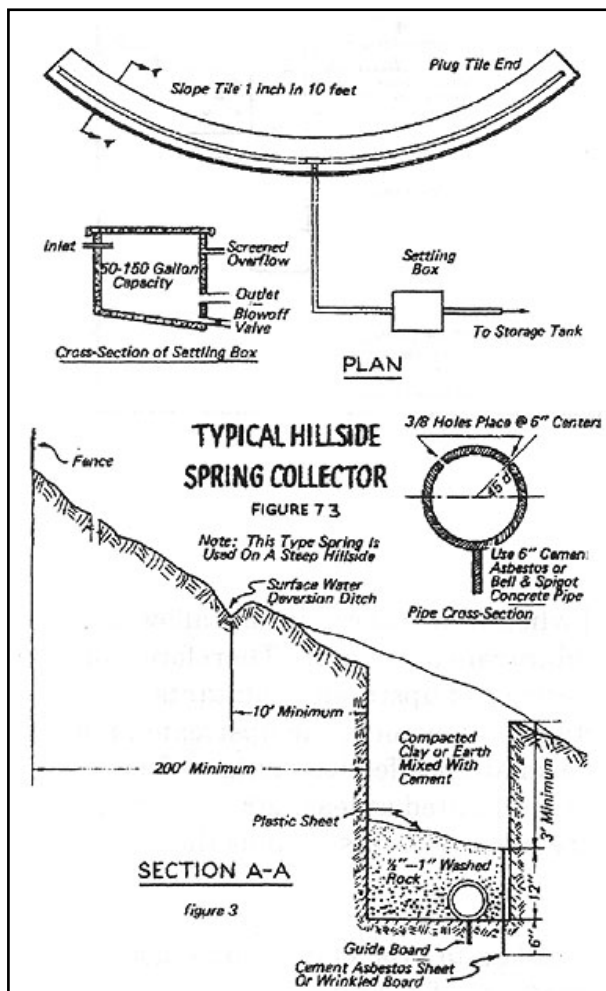 Slope Tile 1 inch in 10 feet
Plug Tile End
Inlet
50-150 Gallon
Capacity
Screened
Overflow
Outlet
Blowoff
Valve
Cross-Section of Settling Box
Settling
Box
To Storage Tank
PLAN
TYPICAL HILLSIDE
SPRING COLLECTOR
FIGURE 73
Note: This Type Spring Is
Used On A Steep Hillside
Fence
Surface Water
Deversion Ditch
3/8 Holes Place @ 6" Centers
45°
Use 6" Cement
Asbestos or
Bell & Spigot
Concrete Pipe
Pipe Cross-Section
10' Minimum
200' Minimum
Compacted
Clay or Earth
Mixed With
Cement
3' Minimum
Plastic Sheet
½"-1" Washed
Rock
12"
6"
SECTION A-A
figure 3
Guide Board
Cement Asbestos Sheet
Or Wrinkled Board